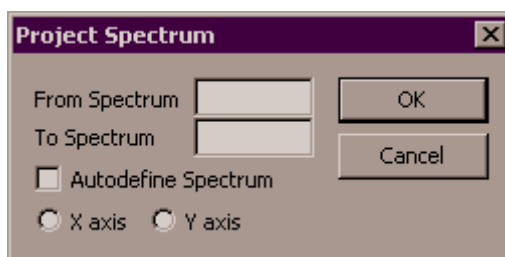 Project Spectrum
From Spectrum
OK
To Spectrum
Cancel
Autodefine Spectrum
X axis Y axis